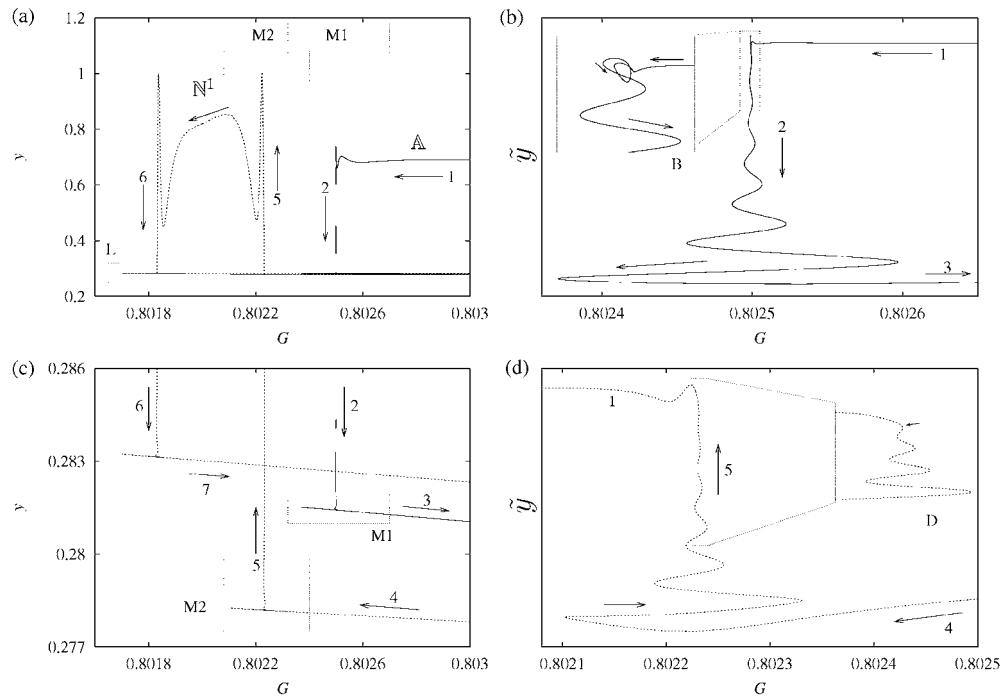 (a)
1.2
1
0.8
0.6
0.4
0.2
y
M2
M1
ℕ¹
𝔸
1
2
5
6
L
0.8018
0.8022
0.8026
0.803
G
(b)
ỹ
1
2
3
B
0.8024
0.8025
0.8026
G
(c)
0.286
0.283
0.28
0.277
y
6
2
7
3
M1
5
M2
4
0.8018
0.8022
0.8026
0.803
G
(d)
ỹ
1
5
D
4
0.8021
0.8022
0.8023
0.8024
0.8025
G